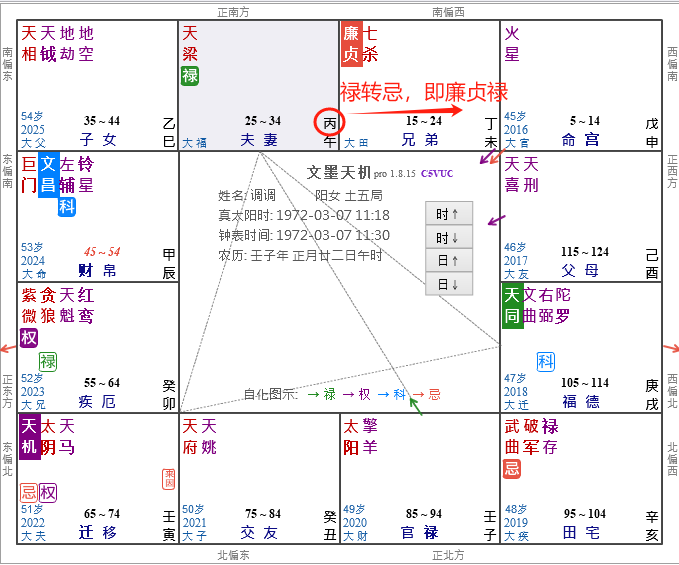 正南方
南偏西
南偏东
天天地地
相钺劫空
54岁
2025
大父
35~44
子女
乙
巳
天
梁
禄
大福
25~34
夫妻
丙
午
廉七
贞杀
禄转忌，即廉贞禄
大田
15~24
兄弟
丁
未
火
星
45岁
2016
大官
5~14
命宫
戊
申
西偏南
东偏南
巨文左铃
门昌辅星
科
53岁
2024
大命
45~54
财帛
甲
辰
文墨天机 pro 1.8.15 C5VUC
姓名: 调调 阳女 土五局
真太阳时: 1972-03-07 11:18
钟表时间: 1972-03-07 11:30
农历: 壬子年 正月廿二日午时
时↑
时↓
日↑
日↓
自化图示: →禄 →权 →科 →忌
天天
喜刑
46岁
2017
大友
115~124
父母
己
酉
正西方
正东方
紫贪天红
微狼魁鸾
权
禄
52岁
2023
大兄
55~64
疾厄
癸
卯
天文右陀
同曲弼罗
科
47岁
2018
大迁
105~114
福德
庚
戌
西偏北
东偏北
天太天
机阴马
忌权
来因
51岁
2022
大夫
65~74
迁移
壬
寅
天天
府姚
50岁
2021
大子
75~84
交友
癸
丑
太擎
阳羊
49岁
2020
大财
85~94
官禄
壬
子
武破禄
曲军存
忌
48岁
2019
大疾
95~104
田宅
辛
亥
北偏西
北偏东
正北方